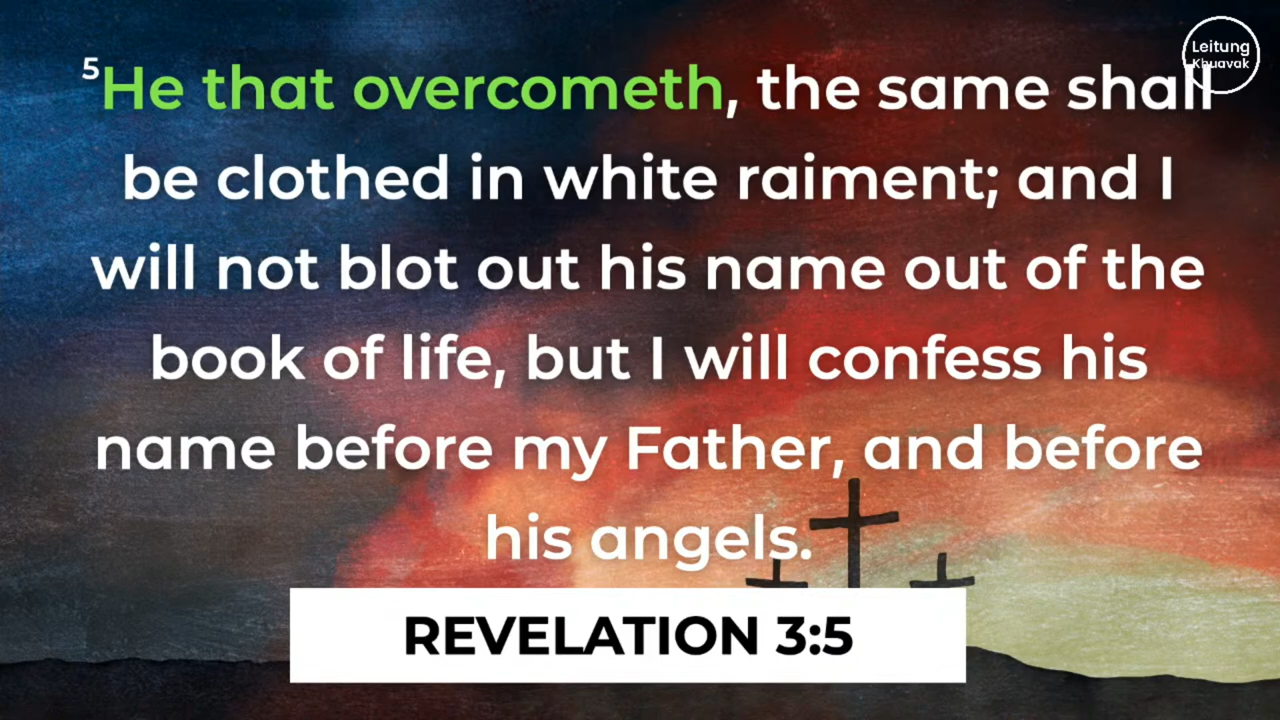 Leitung
Khuavak
5He that overcometh, the same shall
be clothed in white raiment; and I
will not blot out his name out of the
book of life, but I will confess his
name before my Father, and before
his angels.
REVELATION 3:5